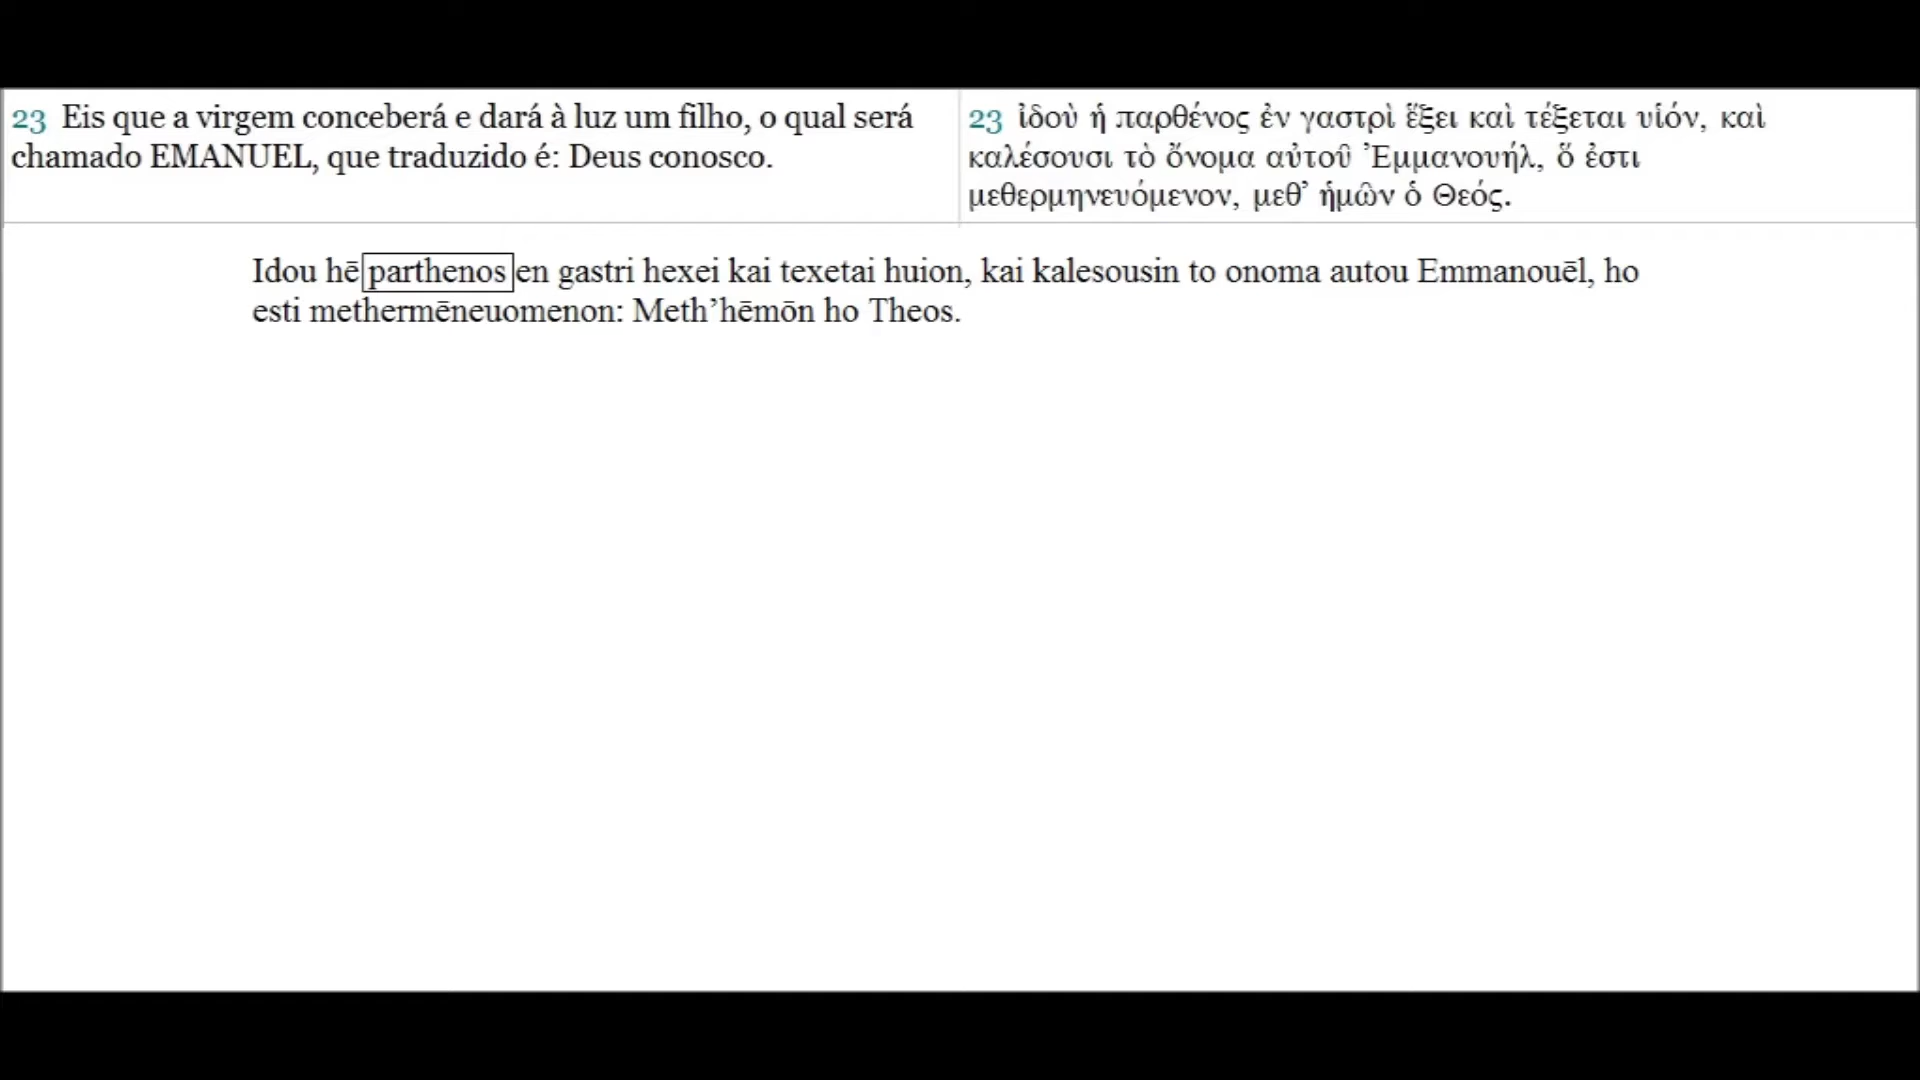 23 Eis que a virgem conceberá e dará à luz um filho, o qual será
chamado EMANUEL, que traduzido é: Deus conosco.
23 ἰδοὺ ἡ παρθένος ἐν γαστρὶ ἕξει καὶ τέξεται υἱόν, καὶ
καλέσουσι τὸ ὄνομα αὐτοῦ Ἐμμανουήλ, ὅ ἐστι
μεθερμηνευόμενον, μεθ’ ἡμῶν ὁ Θεός.
Idou hē parthenos en gastri hexei kai texetai huion, kai kalesousin to onoma autou Emmanouēl, ho
esti methermēneuomenon: Meth’hēmōn ho Theos.